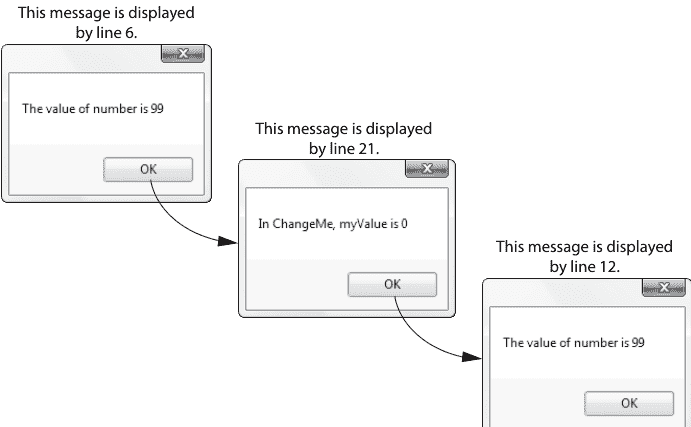 This message is displayed
by line 6.
The value of number is 99
OK
This message is displayed
by line 21.
In ChangeMe, myValue is 0
OK
This message is displayed
by line 12.
The value of number is 99
OK